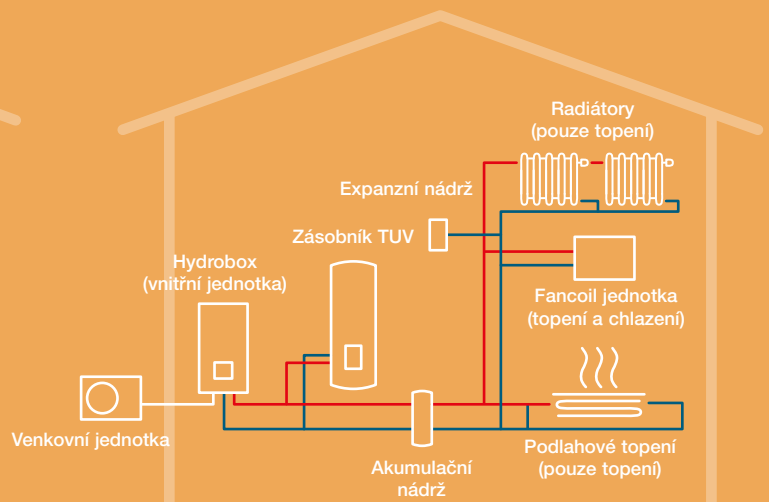 Radiátory
(pouze topení)
Expanzní nádrž
Zásobník TUV
Hydrobox
(vnitřní jednotka)
Fancoil jednotka
(topení a chlazení)
Venkovní jednotka
Podlahové topení
(pouze topení)
Akumulační
nádrž